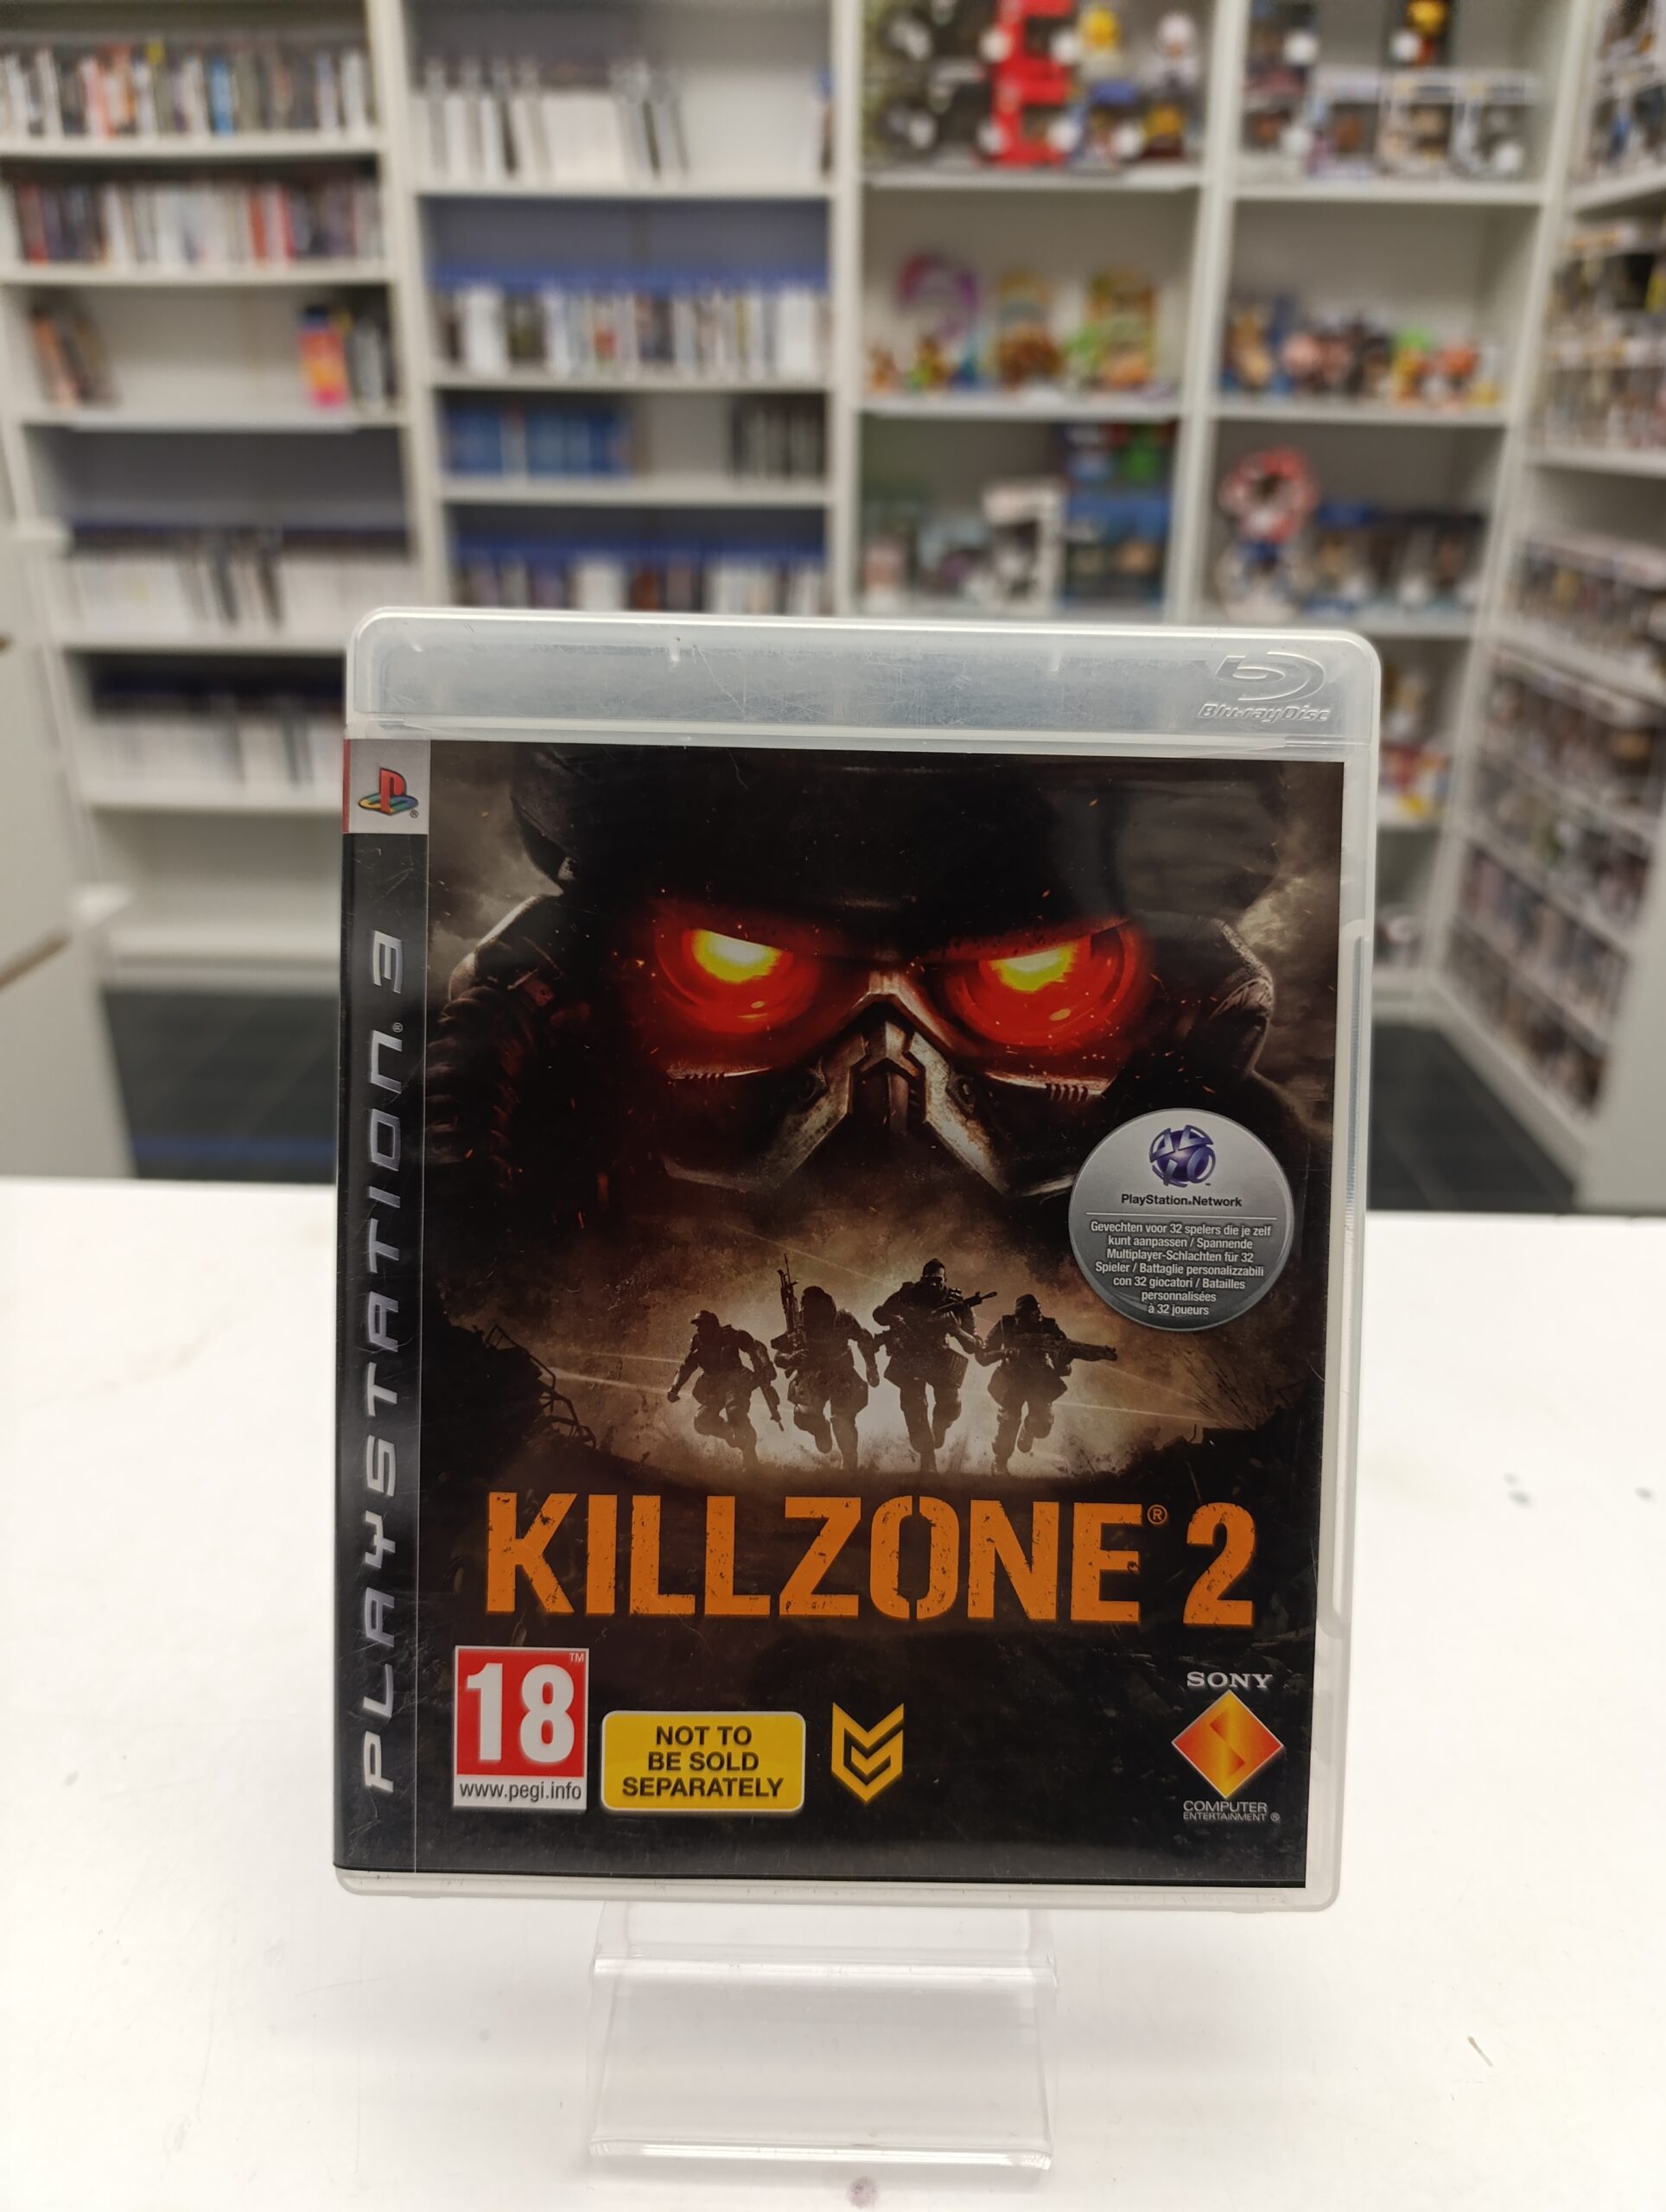 Blu-ray Disc
PLAYSTATION® 3
PlayStation®Network
Gevechten voor 32 spelers die je zelf
kunt aanpassen / Spannende
Multiplayer-Schlachten für 32
Spieler / Battaglie personalizzabili
con 32 giocatori / Batailles
personnalisées
à 32 joueurs
KILLZONE® 2
18™
www.pegi.info
NOT TO
BE SOLD
SEPARATELY
SONY
COMPUTER
ENTERTAINMENT®